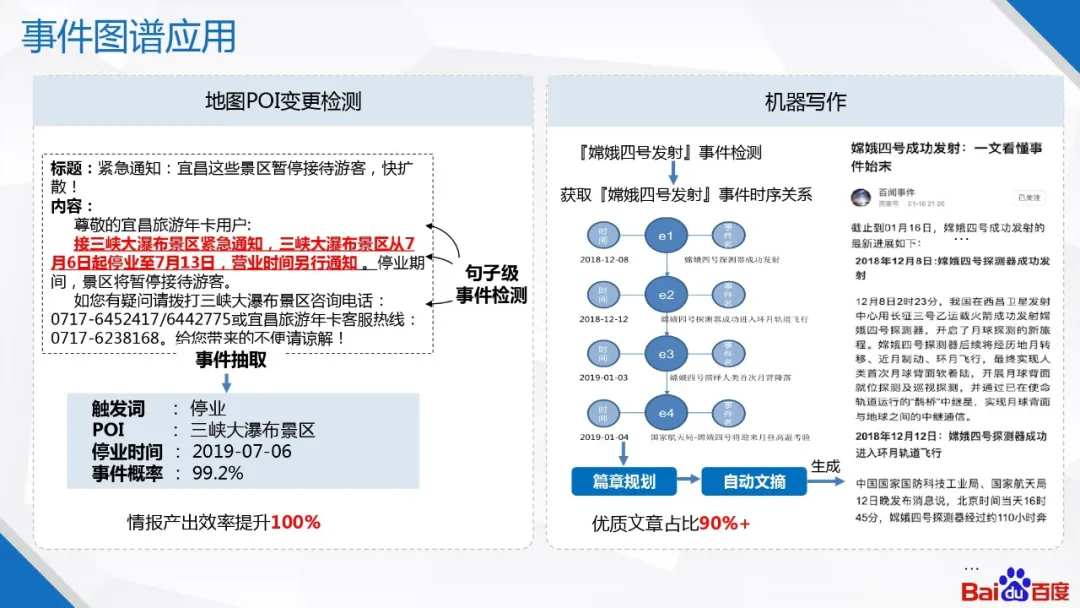 事件图谱应用
地图POI变更检测
标题：紧急通知：宜昌这些景区暂停接待游客，快扩
散！
内容：
尊敬的宜昌旅游年卡用户:
接三峡大瀑布景区紧急通知，三峡大瀑布景区从7
月6日起停业至7月13日，营业时间另行通知 。停业期
间，景区将暂停接待游客。
如您有疑问请拨打三峡大瀑布景区咨询电话：
0717-6452417/6442775或宜昌旅游年卡客服热线：
0717-6238168。给您带来的不便请谅解！
句子级
事件检测
事件抽取
触发词 ： 停业
POI ： 三峡大瀑布景区
停业时间 ： 2019-07-06
事件概率 ： 99.2%
情报产出效率提升100%
机器写作
『嫦娥四号发射』事件检测
获取『嫦娥四号发射』事件时序关系
时间
e1
事件名
2018-12-08
嫦娥四号探测器成功发射
时间
e2
事件名
2018-12-12
嫦娥四号探测器成功进入环月轨道飞行
时间
e3
事件名
2019-01-03
嫦娥四号演绎人类首次月背降落
时间
e4
事件名
2019-01-04
国家航天局-嫦娥四号将迎来月昼高温考验
篇章规划
自动文摘
生成
优质文章占比90%+
嫦娥四号成功发射：一文看懂事
件始末
百闻事件
百家号 01-16 21:26
已关注
截止到01月16日，嫦娥四号成功发射的
最新进展如下：
...
2018年12月8日:嫦娥四号探测器成功发
射
12月8日2时23分，我国在西昌卫星发射
中心用长征三号乙运载火箭成功发射嫦
娥四号探测器，开启了月球探测的新旅
程。嫦娥四号探测器后续将经历地月转
移、近月制动、环月飞行，最终实现人
类首次月球背面软着陆，开展月球背面
就位探测及巡视探测，并通过已在使命
轨道运行的“鹊桥”中继星，实现月球背面
与地球之间的中继通信。
2018年12月12日：嫦娥四号探测器成功
进入环月轨道飞行
中国国家国防科技工业局、国家航天局
12日晚发布消息说，北京时间当天16时
45分，嫦娥四号探测器经过约110小时奔
...
Baidu百度